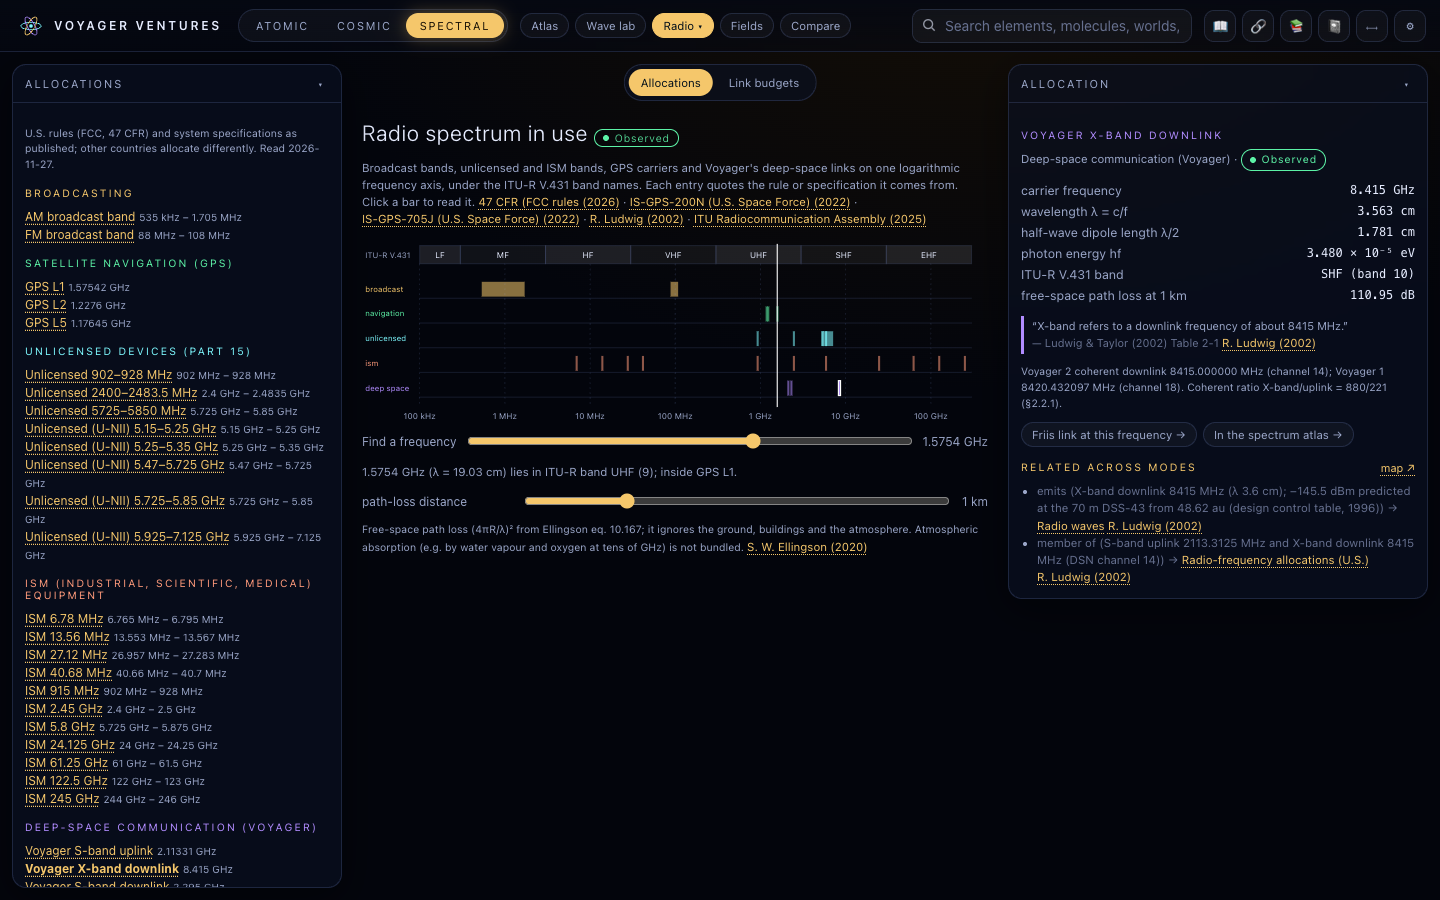 VOYAGER VENTURES
ATOMIC COSMIC SPECTRAL
Atlas Wave lab Radio ▾ Fields Compare
Search elements, molecules, worlds,
ALLOCATIONS
U.S. rules (FCC, 47 CFR) and system specifications as
published; other countries allocate differently. Read 2026-
11-27.
BROADCASTING
AM broadcast band 535 kHz – 1.705 MHz
FM broadcast band 88 MHz – 108 MHz
SATELLITE NAVIGATION (GPS)
GPS L1 1.57542 GHz
GPS L2 1.2276 GHz
GPS L5 1.17645 GHz
UNLICENSED DEVICES (PART 15)
Unlicensed 902–928 MHz 902 MHz – 928 MHz
Unlicensed 2400–2483.5 MHz 2.4 GHz – 2.4835 GHz
Unlicensed 5725–5850 MHz 5.725 GHz – 5.85 GHz
Unlicensed (U-NII) 5.15–5.25 GHz 5.15 GHz – 5.25 GHz
Unlicensed (U-NII) 5.25–5.35 GHz 5.25 GHz – 5.35 GHz
Unlicensed (U-NII) 5.47–5.725 GHz 5.47 GHz – 5.725
GHz
Unlicensed (U-NII) 5.725–5.85 GHz 5.725 GHz – 5.85
GHz
Unlicensed (U-NII) 5.925–7.125 GHz 5.925 GHz – 7.125
GHz
ISM (INDUSTRIAL, SCIENTIFIC, MEDICAL)
EQUIPMENT
ISM 6.78 MHz 6.765 MHz – 6.795 MHz
ISM 13.56 MHz 13.553 MHz – 13.567 MHz
ISM 27.12 MHz 26.957 MHz – 27.283 MHz
ISM 40.68 MHz 40.66 MHz – 40.7 MHz
ISM 915 MHz 902 MHz – 928 MHz
ISM 2.45 GHz 2.4 GHz – 2.5 GHz
ISM 5.8 GHz 5.725 GHz – 5.875 GHz
ISM 24.125 GHz 24 GHz – 24.25 GHz
ISM 61.25 GHz 61 GHz – 61.5 GHz
ISM 122.5 GHz 122 GHz – 123 GHz
ISM 245 GHz 244 GHz – 246 GHz
DEEP-SPACE COMMUNICATION (VOYAGER)
Voyager S-band uplink 2.11331 GHz
Voyager X-band downlink 8.415 GHz
Voyager S-band downlink 2.295 GHz
Allocations Link budgets
Radio spectrum in use Observed
Broadcast bands, unlicensed and ISM bands, GPS carriers and Voyager's deep-space links on one logarithmic
frequency axis, under the ITU-R V.431 band names. Each entry quotes the rule or specification it comes from.
Click a bar to read it. 47 CFR (FCC rules (2026) · IS-GPS-200N (U.S. Space Force) (2022) ·
IS-GPS-705J (U.S. Space Force) (2022) · R. Ludwig (2002) · ITU Radiocommunication Assembly (2025)
ITU-R V.431 LF MF HF VHF UHF SHF EHF
broadcast
navigation
unlicensed
ism
deep space
100 kHz 1 MHz 10 MHz 100 MHz 1 GHz 10 GHz 100 GHz
Find a frequency 1.5754 GHz
1.5754 GHz (λ = 19.03 cm) lies in ITU-R band UHF (9); inside GPS L1.
path-loss distance 1 km
Free-space path loss (4πR/λ)² from Ellingson eq. 10.167; it ignores the ground, buildings and the atmosphere. Atmospheric
absorption (e.g. by water vapour and oxygen at tens of GHz) is not bundled. S. W. Ellingson (2020)
ALLOCATION
VOYAGER X-BAND DOWNLINK
Deep-space communication (Voyager) · Observed
carrier frequency 8.415 GHz
wavelength λ = c/f 3.563 cm
half-wave dipole length λ/2 1.781 cm
photon energy hf 3.480 × 10⁻⁵ eV
ITU-R V.431 band SHF (band 10)
free-space path loss at 1 km 110.95 dB
"X-band refers to a downlink frequency of about 8415 MHz."
— Ludwig & Taylor (2002) Table 2-1 R. Ludwig (2002)
Voyager 2 coherent downlink 8415.000000 MHz (channel 14); Voyager 1
8420.432097 MHz (channel 18). Coherent ratio X-band/uplink = 880/221
(§2.2.1).
Friis link at this frequency → In the spectrum atlas →
RELATED ACROSS MODES map ↗
• emits (X-band downlink 8415 MHz (λ 3.6 cm); −145.5 dBm predicted
at the 70 m DSS-43 from 48.62 au (design control table, 1996)) →
Radio waves R. Ludwig (2002)
• member of (S-band uplink 2113.3125 MHz and X-band downlink 8415
MHz (DSN channel 14)) → Radio-frequency allocations (U.S.)
R. Ludwig (2002)